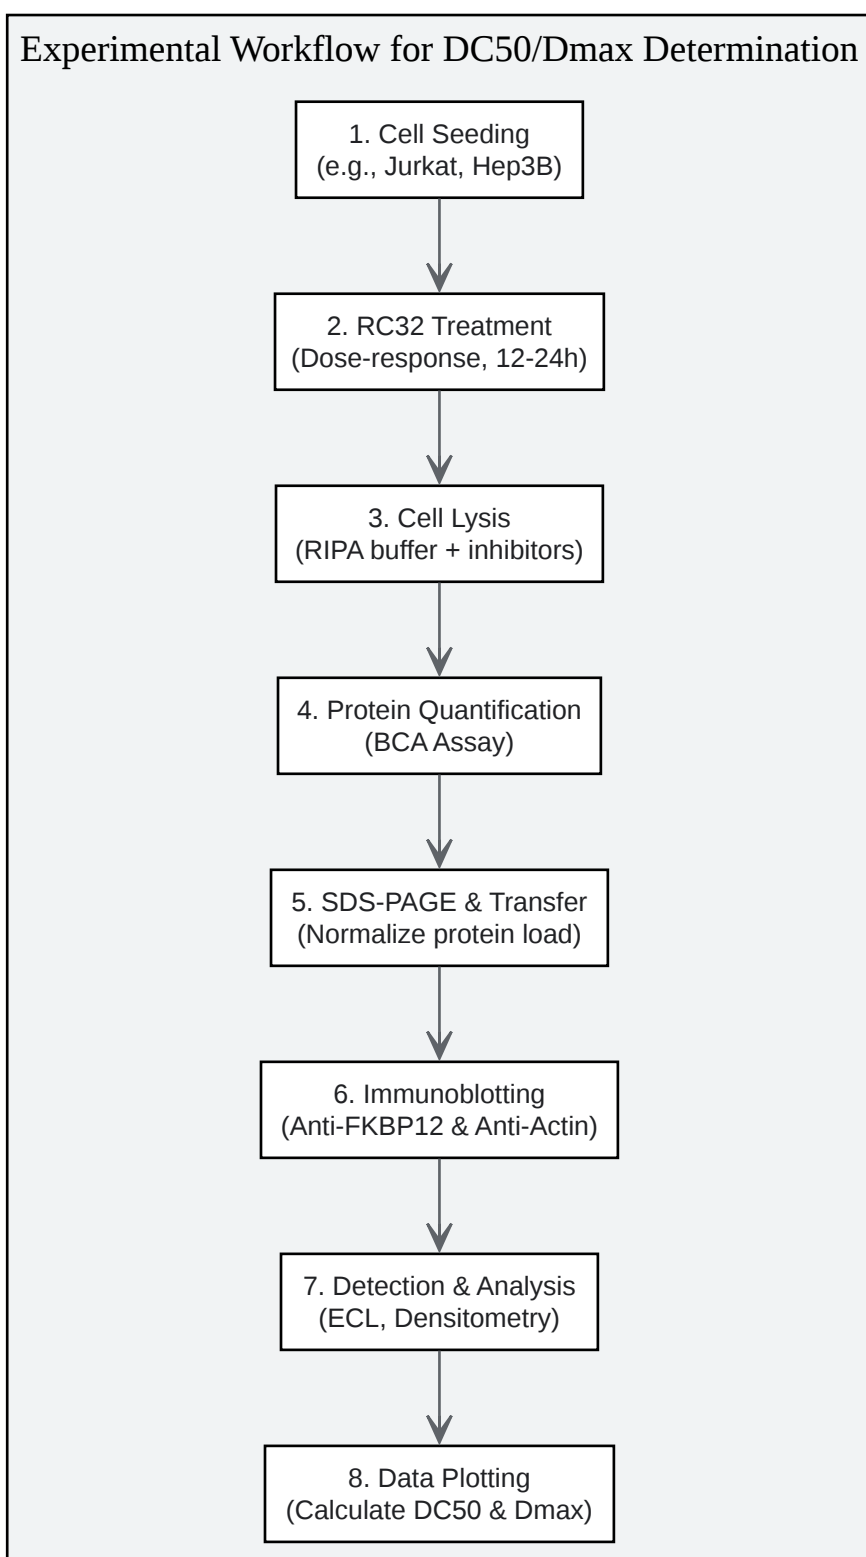 Experimental Workflow for DC50/Dmax Determination
1. Cell Seeding
(e.g., Jurkat, Hep3B)
2. RC32 Treatment
(Dose-response, 12-24h)
3. Cell Lysis
(RIPA buffer + inhibitors)
4. Protein Quantification
(BCA Assay)
5. SDS-PAGE & Transfer
(Normalize protein load)
6. Immunoblotting
(Anti-FKBP12 & Anti-Actin)
7. Detection & Analysis
(ECL, Densitometry)
8. Data Plotting
(Calculate DC50 & Dmax)